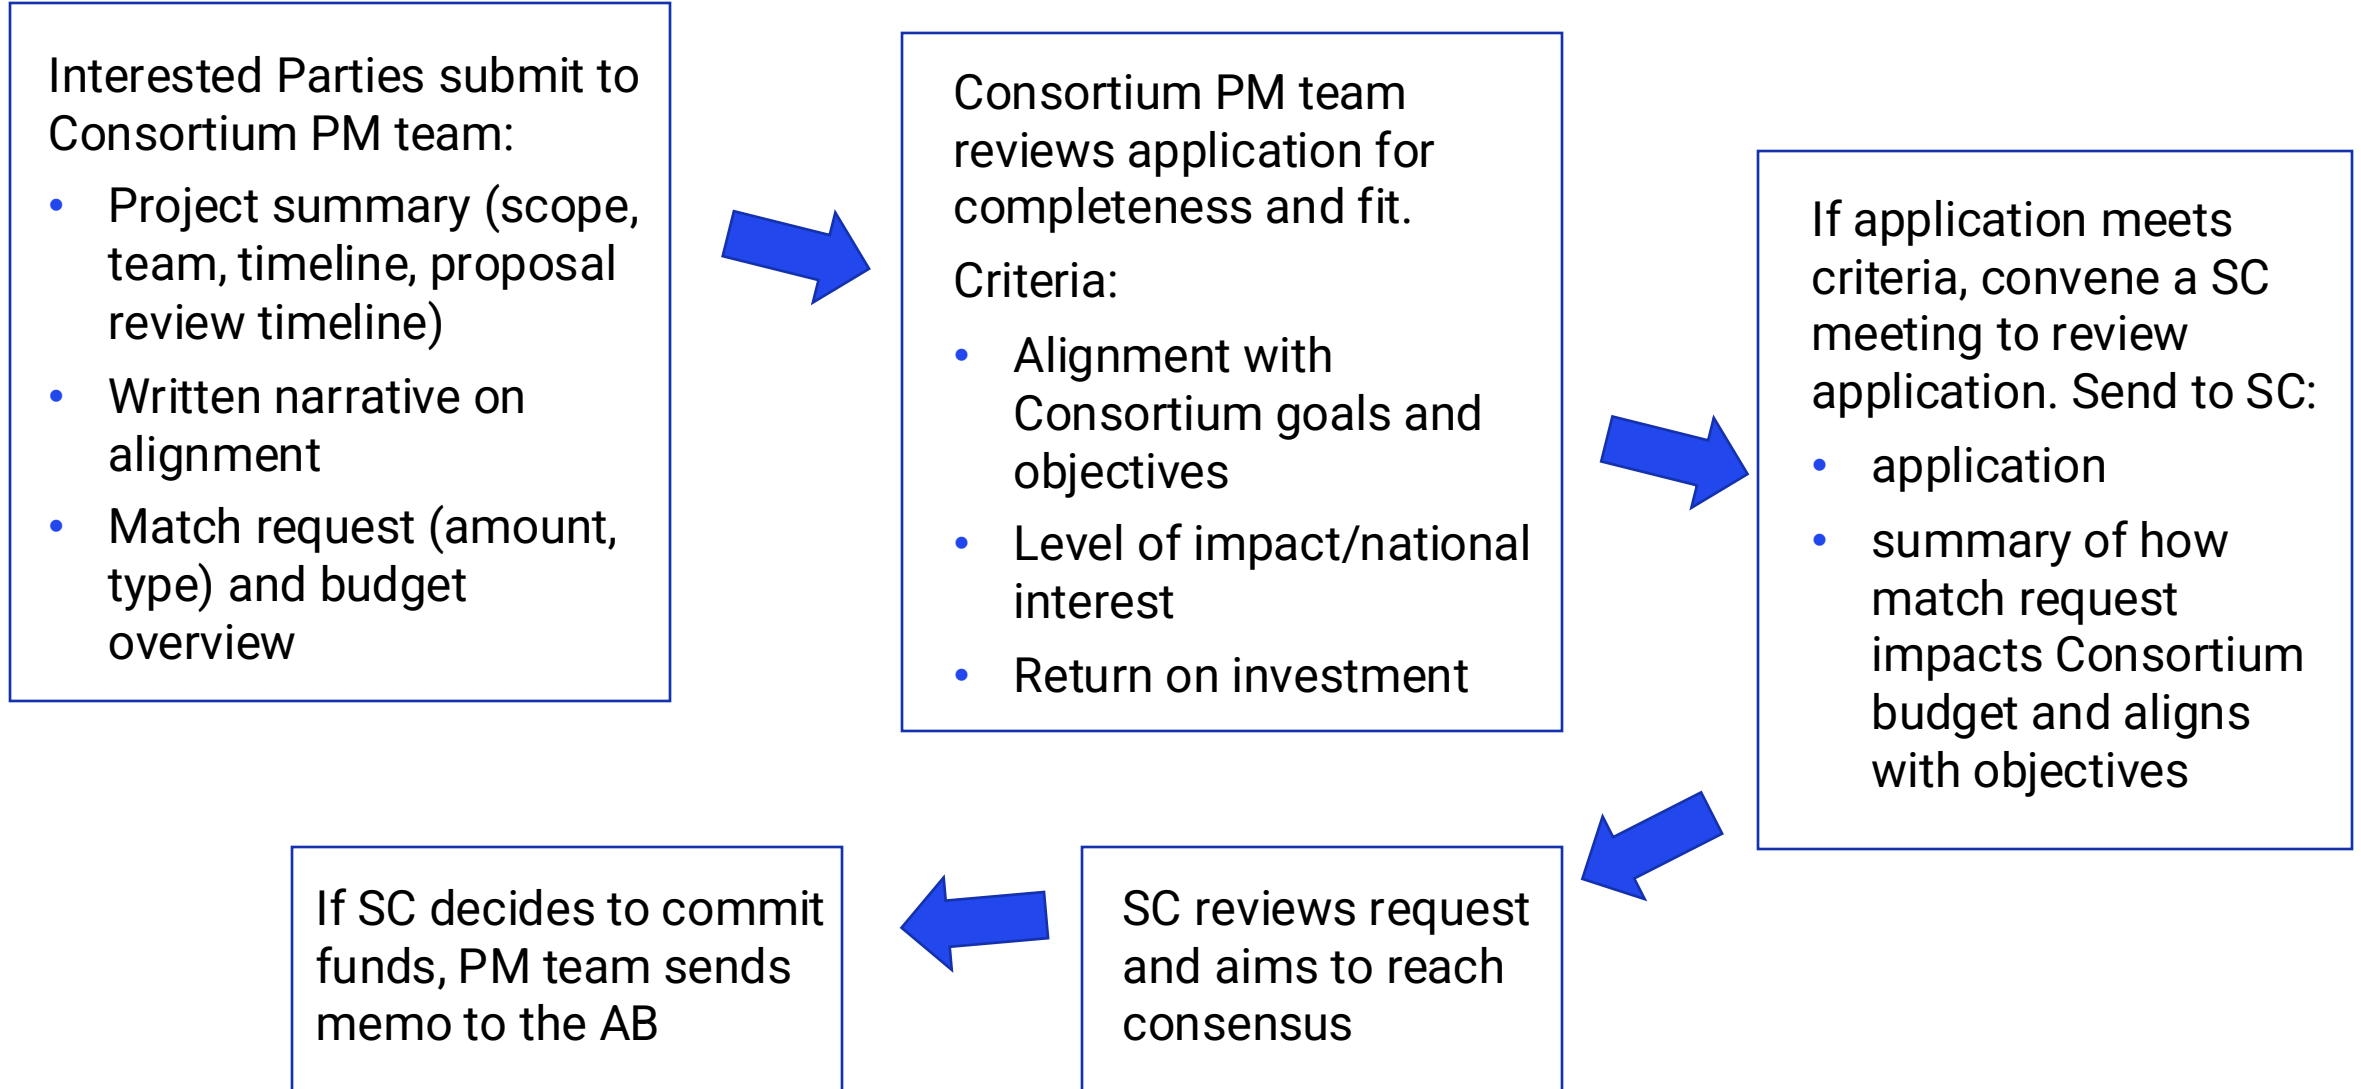 Interested Parties submit to
Consortium PM team:
• Project summary (scope,
team, timeline, proposal
review timeline)
• Written narrative on
alignment
• Match request (amount,
type) and budget
overview
Consortium PM team
reviews application for
completeness and fit.
Criteria:
• Alignment with
Consortium goals and
objectives
• Level of impact/national
interest
• Return on investment
If application meets
criteria, convene a SC
meeting to review
application. Send to SC:
• application
• summary of how
match request
impacts Consortium
budget and aligns
with objectives
SC reviews request
and aims to reach
consensus
If SC decides to commit
funds, PM team sends
memo to the AB